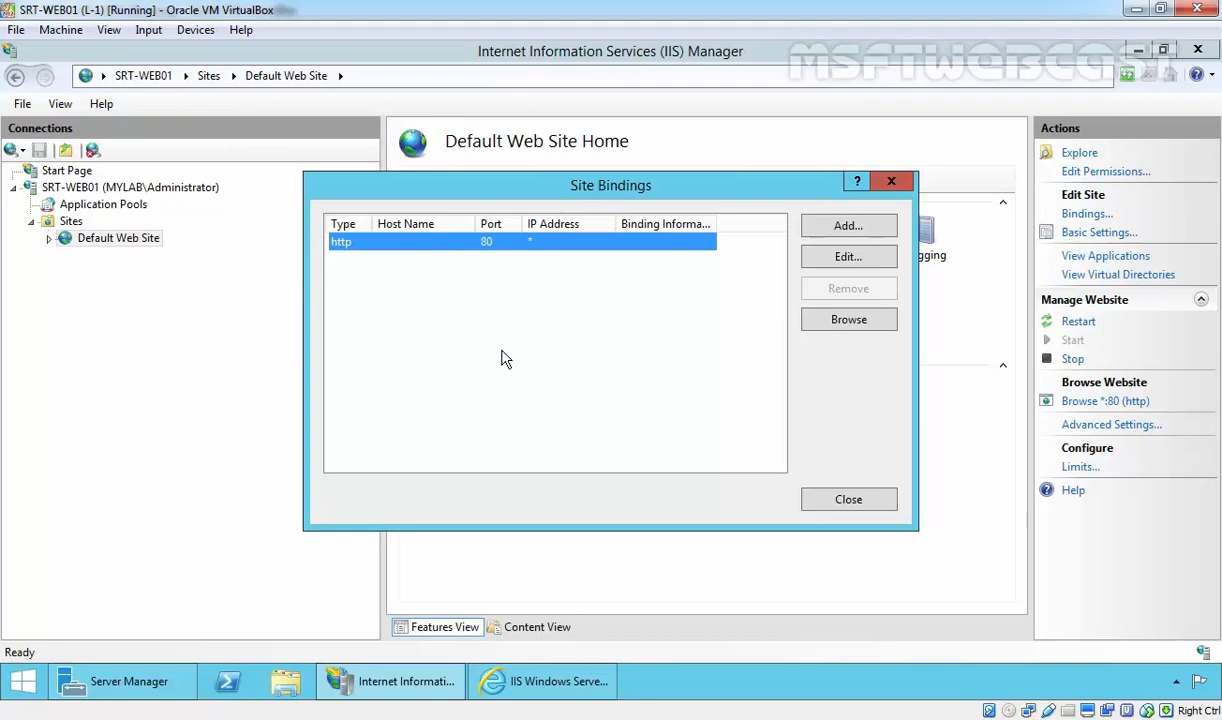 SRT-WEB01 (L-1) [Running] - Oracle VM VirtualBox
File Machine View Input Devices Help
Internet Information Services (IIS) Manager
MSFTWEBCAST
SRT-WEB01 Sites Default Web Site
File View Help
Connections
Start Page
SRT-WEB01 (MYLAB\Administrator)
Application Pools
Sites
Default Web Site
Default Web Site Home
Site Bindings
?
Type Host Name Port IP Address Binding Informa...
http 80 *
Add...
Edit...
Remove
Browse
Close
gging
Features View Content View
Actions
Explore
Edit Permissions...
Edit Site
Bindings...
Basic Settings...
View Applications
View Virtual Directories
Manage Website
Restart
Start
Stop
Browse Website
Browse *:80 (http)
Advanced Settings...
Configure
Limits...
Help
Ready
Server Manager
Internet Informati...
IIS Windows Serve...
Right Ctrl